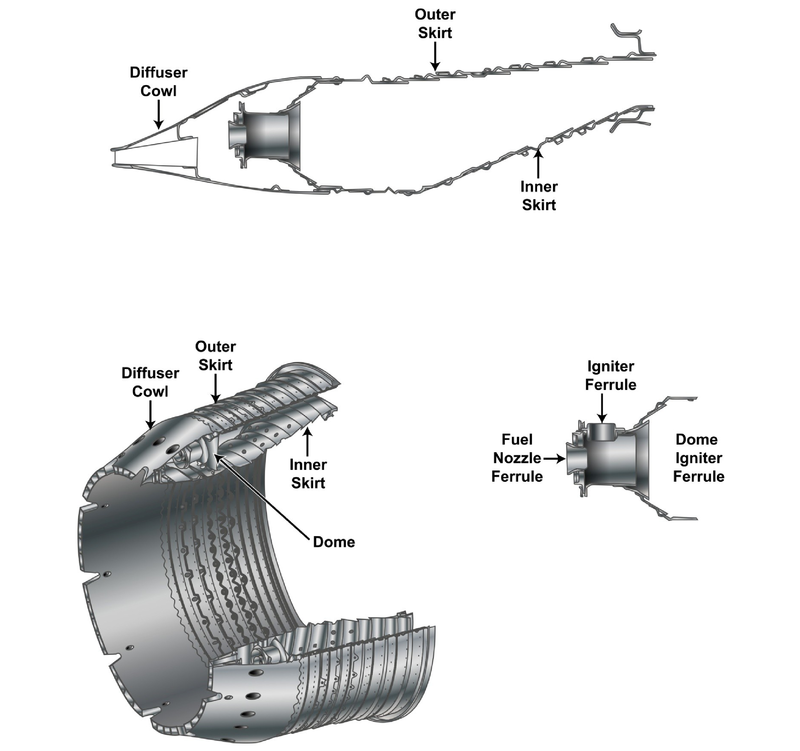 Outer
Skirt
Diffuser
Cowl
Inner
Skirt
Outer
Skirt
Diffuser
Cowl
Inner
Skirt
Dome
Igniter
Ferrule
Fuel
Nozzle
Ferrule
Dome
Igniter
Ferrule